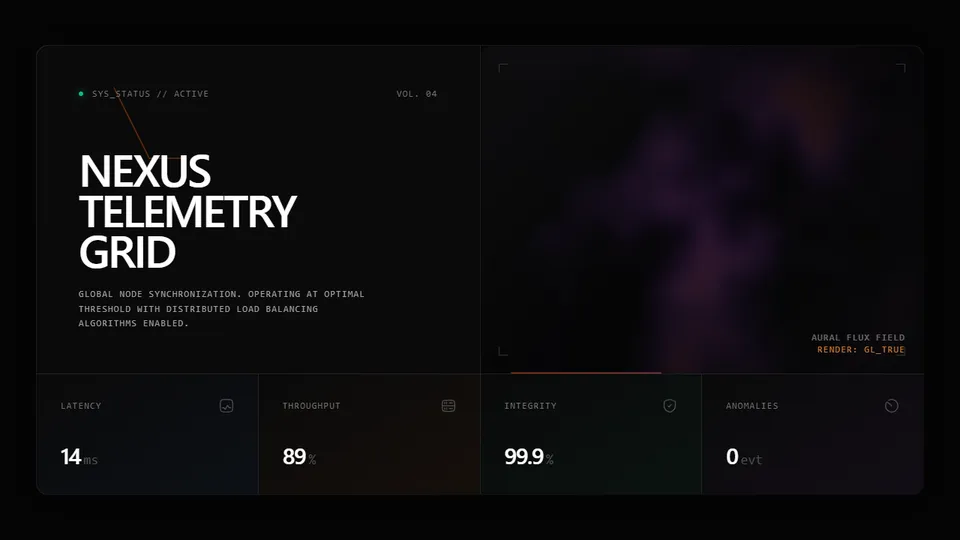 SYS_STATUS // ACTIVE
VOL. 04
NEXUS
TELEMETRY
GRID
GLOBAL NODE SYNCHRONIZATION. OPERATING AT OPTIMAL
THRESHOLD WITH DISTRIBUTED LOAD BALANCING
ALGORITHMS ENABLED.
AURAL FLUX FIELD
RENDER: GL_TRUE
LATENCY
14ms
THROUGHPUT
89%
INTEGRITY
99.9%
ANOMALIES
0evt